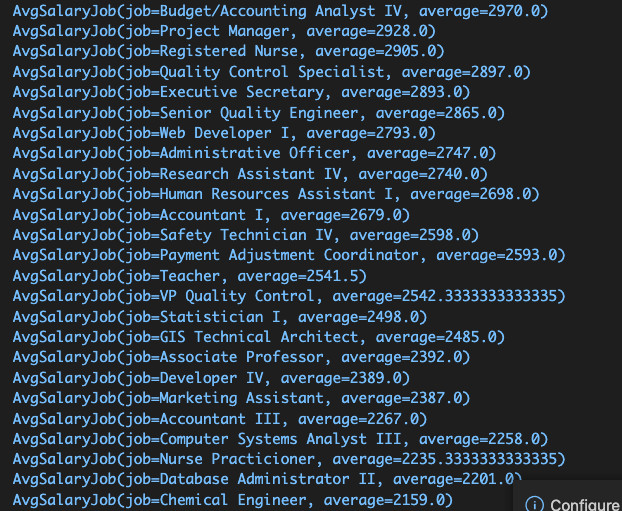 AvgSalaryJob(job=Budget/Accounting Analyst IV, average=2970.0)
AvgSalaryJob(job=Project Manager, average=2928.0)
AvgSalaryJob(job=Registered Nurse, average=2905.0)
AvgSalaryJob(job=Quality Control Specialist, average=2897.0)
AvgSalaryJob(job=Executive Secretary, average=2893.0)
AvgSalaryJob(job=Senior Quality Engineer, average=2865.0)
AvgSalaryJob(job=Web Developer I, average=2793.0)
AvgSalaryJob(job=Administrative Officer, average=2747.0)
AvgSalaryJob(job=Research Assistant IV, average=2740.0)
AvgSalaryJob(job=Human Resources Assistant I, average=2698.0)
AvgSalaryJob(job=Accountant I, average=2679.0)
AvgSalaryJob(job=Safety Technician IV, average=2598.0)
AvgSalaryJob(job=Payment Adjustment Coordinator, average=2593.0)
AvgSalaryJob(job=Teacher, average=2541.5)
AvgSalaryJob(job=VP Quality Control, average=2542.3333333333335)
AvgSalaryJob(job=Statistician I, average=2498.0)
AvgSalaryJob(job=GIS Technical Architect, average=2485.0)
AvgSalaryJob(job=Associate Professor, average=2392.0)
AvgSalaryJob(job=Developer IV, average=2389.0)
AvgSalaryJob(job=Marketing Assistant, average=2387.0)
AvgSalaryJob(job=Accountant III, average=2267.0)
AvgSalaryJob(job=Computer Systems Analyst III, average=2258.0)
AvgSalaryJob(job=Nurse Practicioner, average=2235.3333333333335)
AvgSalaryJob(job=Database Administrator II, average=2201.0)
AvgSalaryJob(job=Chemical Engineer, average=2159.0)
Configure